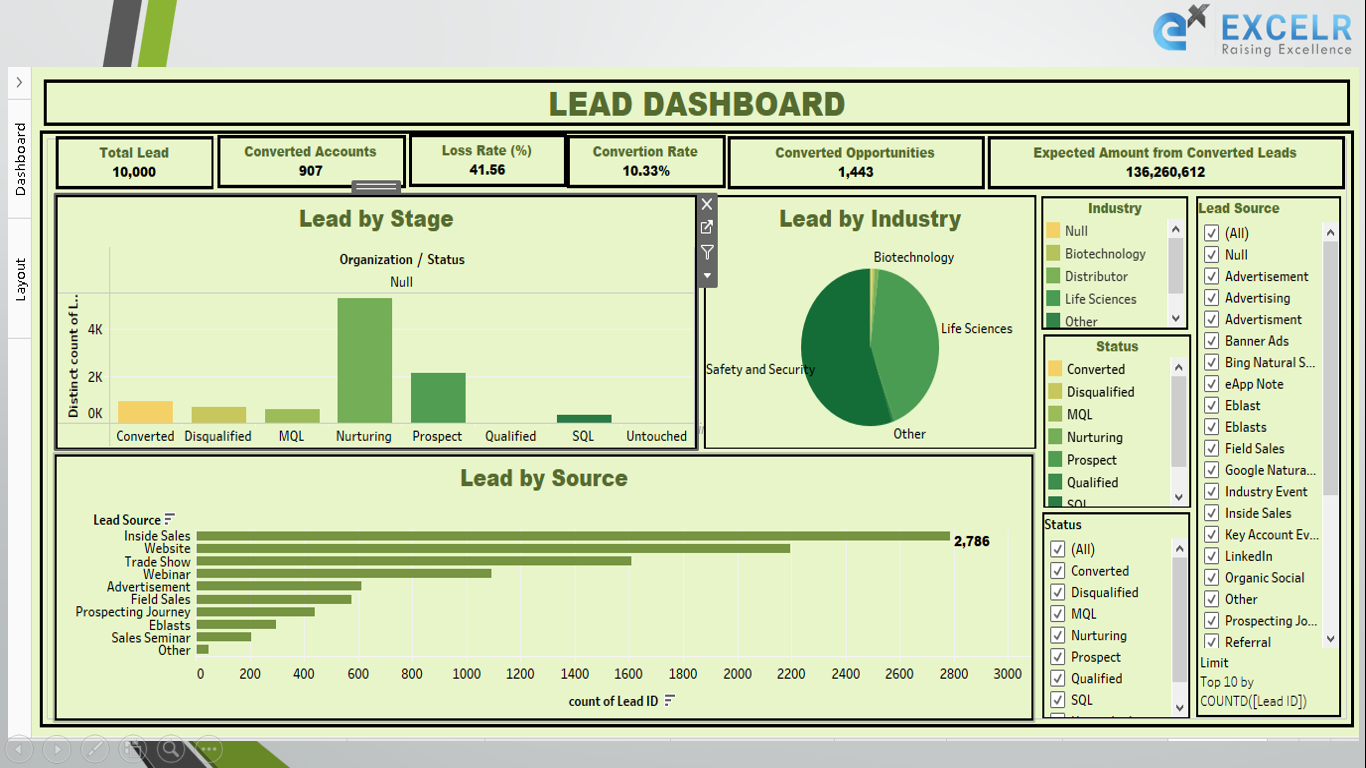 EXCELR
Raising Excellence
Dashboard
Layout
LEAD DASHBOARD
Total Lead
10,000
Converted Accounts
907
Loss Rate (%)
41.56
Convertion Rate
10.33%
Converted Opportunities
1,443
Expected Amount from Converted Leads
136,260,612
Lead by Stage
Organization / Status
Null
Distinct count of L..
4K
2K
0K
Converted Disqualified MQL Nurturing Prospect Qualified SQL Untouched
Lead by Industry
Biotechnology
Life Sciences
Safety and Security
Other
Industry
Null
Biotechnology
Distributor
Life Sciences
Other
Status
Converted
Disqualified
MQL
Nurturing
Prospect
Qualified
SQL
Status
(All)
Converted
Disqualified
MQL
Nurturing
Prospect
Qualified
SQL
Lead Source
(All)
Null
Advertisement
Advertising
Advertisment
Banner Ads
Bing Natural S...
eApp Note
Eblast
Eblasts
Field Sales
Google Natura...
Industry Event
Inside Sales
Key Account Ev...
LinkedIn
Organic Social
Other
Prospecting Jo...
Referral
Limit
Top 10 by
COUNTD([Lead ID])
Lead by Source
Lead Source
Inside Sales 2,786
Website
Trade Show
Webinar
Advertisement
Field Sales
Prospecting Journey
Eblasts
Sales Seminar
Other
0 200 400 600 800 1000 1200 1400 1600 1800 2000 2200 2400 2600 2800 3000
count of Lead ID